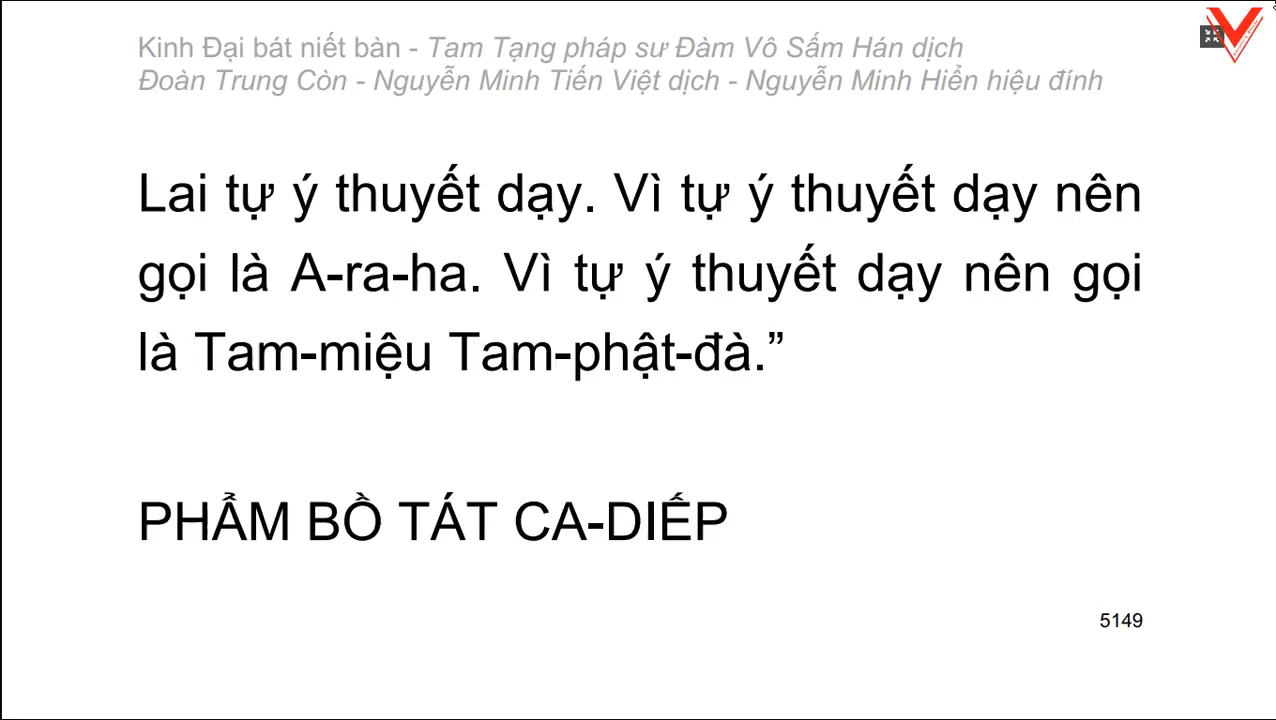 Kinh Đại bát niết bàn - Tam Tạng pháp sư Đàm Vô Sấm Hán dịch
Đoàn Trung Còn - Nguyễn Minh Tiến Việt dịch - Nguyễn Minh Hiển hiệu đính
Lai tự ý thuyết dạy. Vì tự ý thuyết dạy nên
gọi là A-ra-ha. Vì tự ý thuyết dạy nên gọi
là Tam-miệu Tam-phật-đà.”
PHẨM BỒ TÁT CA-DIẾP
5149